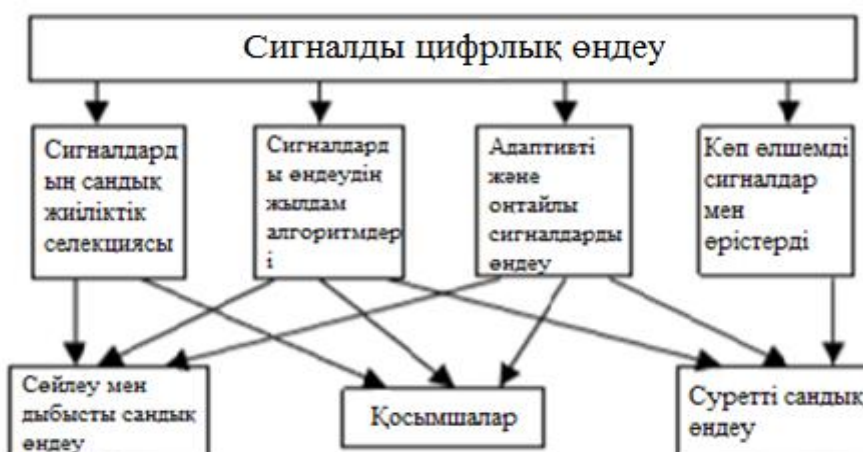 Сигналды цифрлық өңдеу
Сигналдард
ың сандық
жиіліктік
селекциясы
Сигналдард
ы өңдеудің
жылдам
алгоритмдер
і
Адаптивті
және
онтайлы
сигналдарды
өңдеу
Көп өлшемді
сигналдар
мен
өрістерді
Сөйлеу мен
дыбысты сандық
өңдеу
Қосымшалар
Суретті сандық
өңдеу